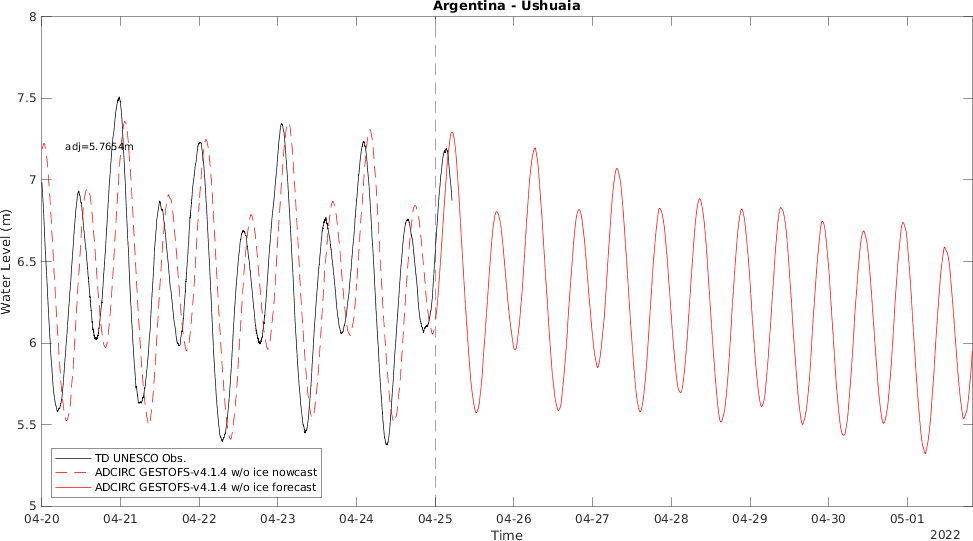 Argentina - Ushuaia
8
7.5
7
6.5
6
5.5
5
Water Level (m)
adj=5.7654m
TD UNESCO Obs.
ADCIRC GESTOFS-v4.1.4 w/o ice nowcast
ADCIRC GESTOFS-v4.1.4 w/o ice forecast
04-20 04-21 04-22 04-23 04-24 04-25 04-26 04-27 04-28 04-29 04-30 05-01
Time
2022